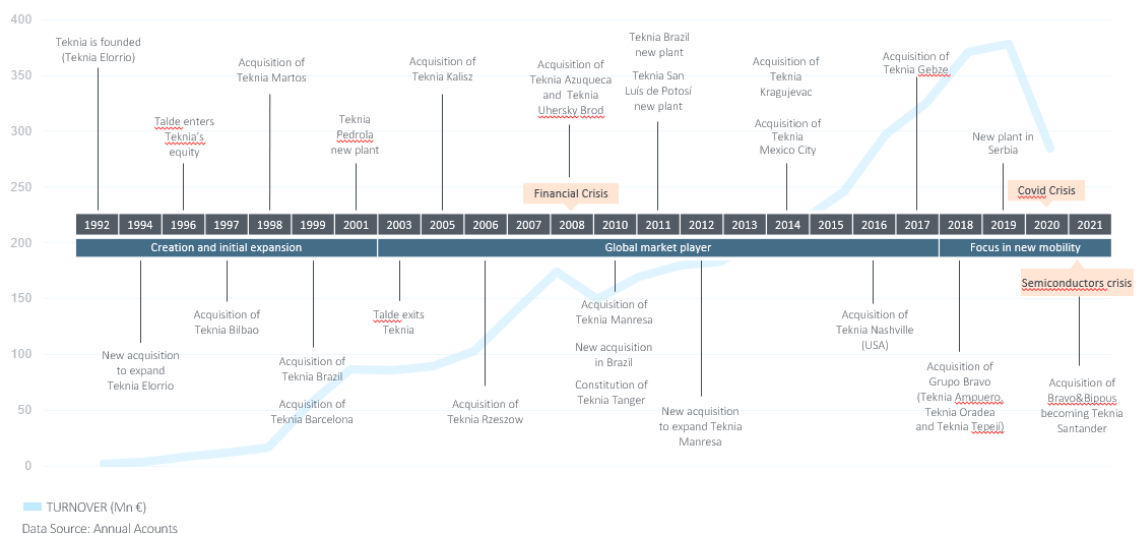 400
350
300
250
200
150
100
50
0
Teknia is founded
(Teknia Elorrio)
Talde enters
Teknia's
equity
Acquisition of
Teknia Martos
Teknia
Pedrola
new plant
Acquisition of
Teknia Kalisz
Acquisition of
Teknia Azuqueca
and Teknia
Uhersky Brod
Financial Crisis
Teknia Brazil
new plant
Teknia San
Luís de Potosí
new plant
Acquisition of
Teknia
Kragujevac
Acquisition of
Teknia
Mexico City
Acquisition of
Teknia Gebze
New plant in
Serbia
Covid Crisis
1992 1994 1996 1997 1998 1999 2001 2003 2005 2006 2007 2008 2010 2011 2012 2013 2014 2015 2016 2017 2018 2019 2020 2021
Creation and initial expansion Global market player Focus in new mobility
New acquisition
to expand
Teknia Elorrio
Acquisition of
Teknia Bilbao
Acquisition of
Teknia Brazil
Acquisition of
Teknia Barcelona
Talde exits
Teknia
Acquisition of
Teknia Rzeszow
Acquisition of
Teknia Manresa
New acquisition
in Brazil
Constitution of
Teknia Tanger
New acquisition
to expand Teknia
Manresa
Acquisition of
Teknia Nashville
(USA)
Acquisition of
Grupo Bravo
(Teknia Ampuero,
Teknia Oradea
and Teknia Tepeji)
Semiconductors crisis
Acquisition of
Bravo&Bippus
becoming Teknia
Santander
TURNOVER (Mn €)
Data Source: Annual Acounts